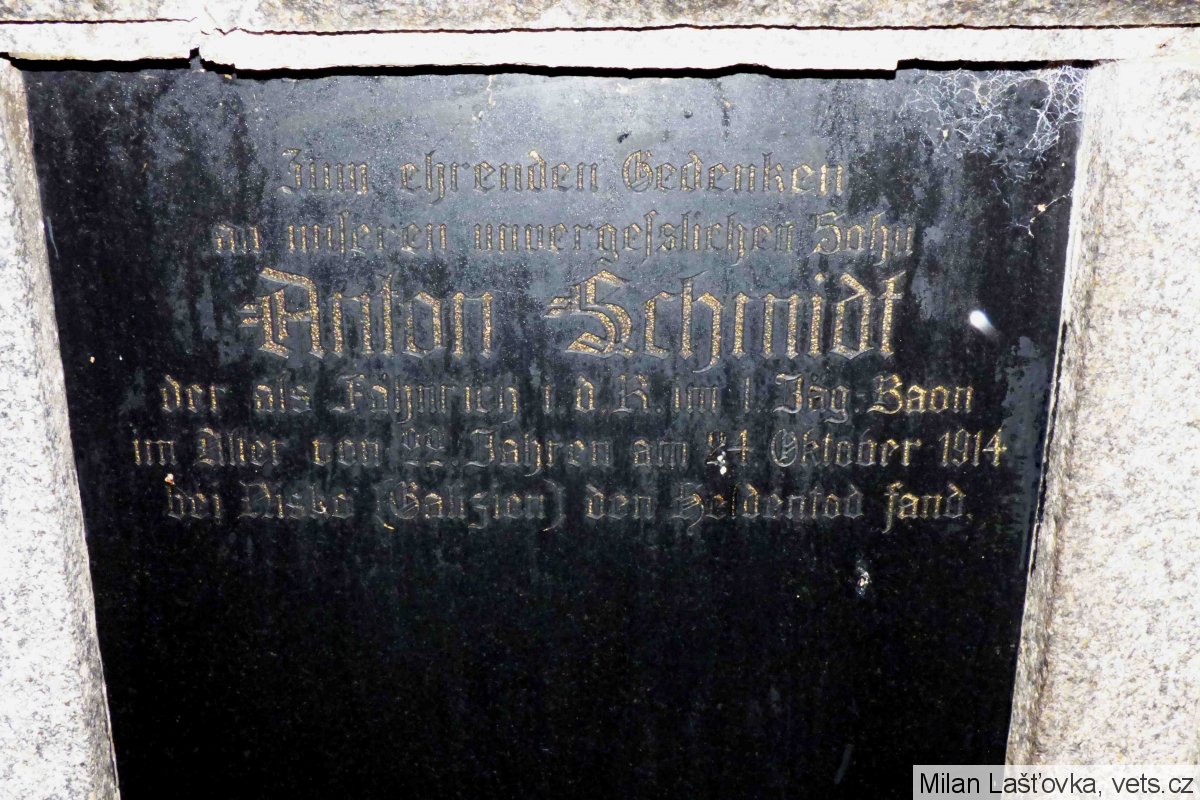 Zum ehrenden Gedenken
an unseren unvergesslichen Sohn
Anton Schmidt
der als Fähnrich i. d. R. im 1. Jäg. Baon
im Alter von 22. Jahren am 24 Oktober 1914
bei Nisko (Galizien) den Heldentod fand.
Milan Lašťovka, vets.cz